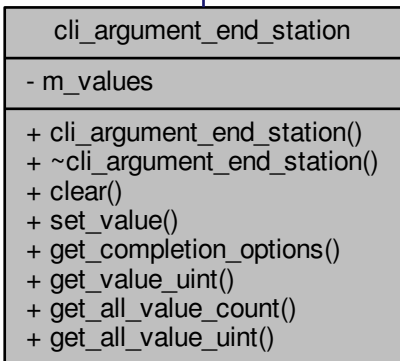 cli_argument_end_station
- m_values
+ cli_argument_end_station()
+ ~cli_argument_end_station()
+ clear()
+ set_value()
+ get_completion_options()
+ get_value_uint()
+ get_all_value_count()
+ get_all_value_uint()